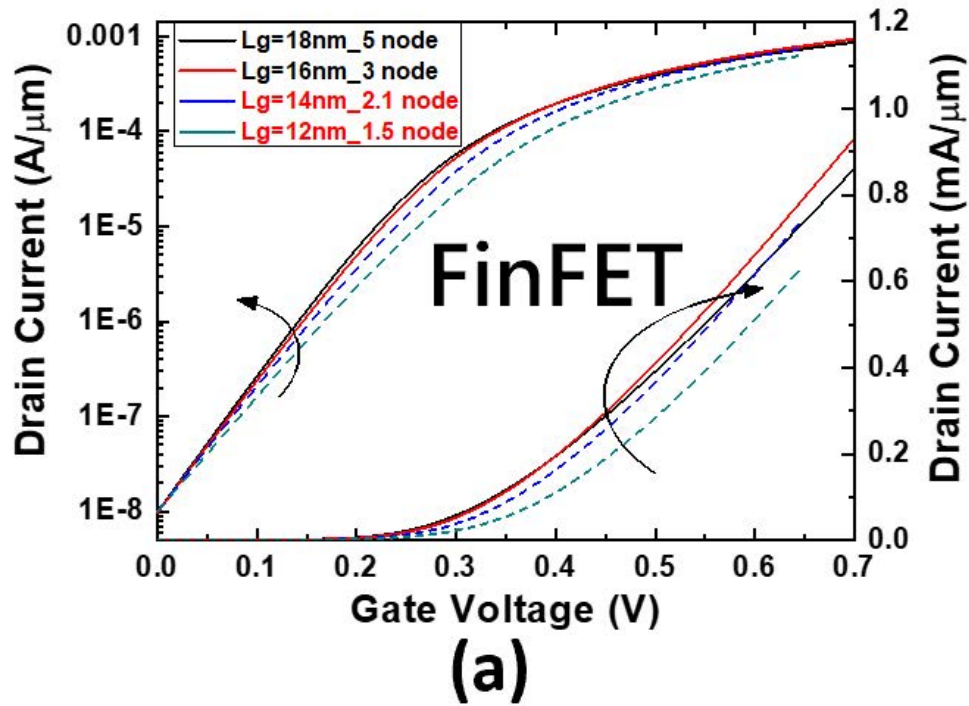 Lg=18nm_5 node
Lg=16nm_3 node
Lg=14nm_2.1 node
Lg=12nm_1.5 node
FinFET
Drain Current (A/μm)
0.001
1E-4
1E-5
1E-6
1E-7
1E-8
Drain Current (mA/μm)
1.2
1.0
0.8
0.6
0.4
0.2
0.0
0.0 0.1 0.2 0.3 0.4 0.5 0.6 0.7
Gate Voltage (V)
(a)